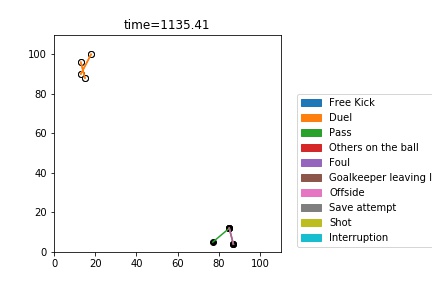 time=1135.41
100
80
60
40
20
0
0 20 40 60 80 100
Free Kick
Duel
Pass
Others on the ball
Foul
Goalkeeper leaving l
Offside
Save attempt
Shot
Interruption